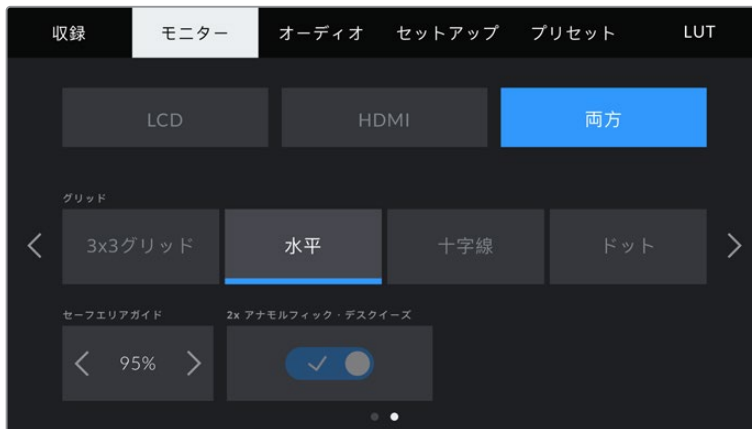 収録 モニター オーディオ セットアップ プリセット LUT
LCD HDMI 両方
グリッド
3x3グリッド 水平 十字線 ドット
セーフエリアガイド 2x アナモルフィック・デスクイーズ
95%